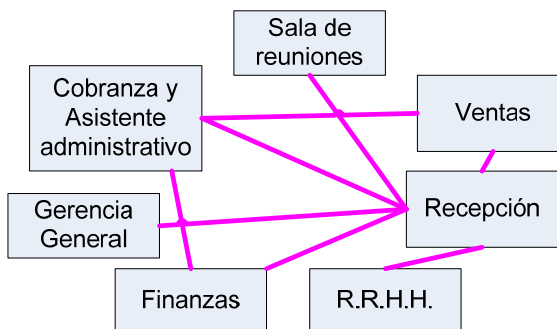 Sala de
reuniones
Cobranza y
Asistente
administrativo
Ventas
Gerencia
General
Recepción
Finanzas
R.R.H.H.